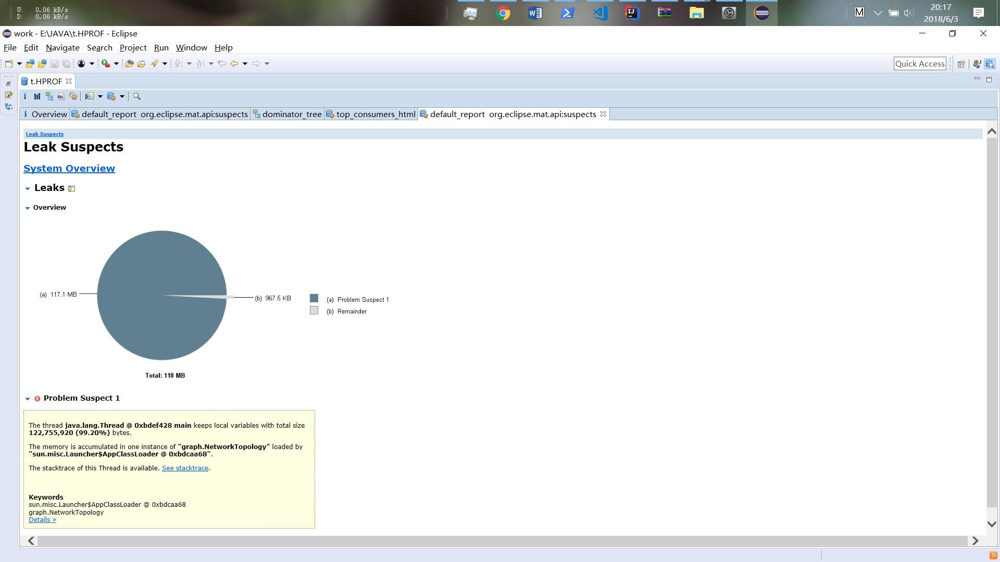 U: 0.06 kB/s
D: 0.06 kB/s
M
20:17
2018/6/3
work - E:\JAVA\t.HPROF - Eclipse
File Edit Navigate Search Project Run Window Help
Quick Access
t.HPROF
Overview default_report org.eclipse.mat.api:suspects dominator_tree top_consumers_html default_report org.eclipse.mat.api:suspects
Leak Suspects
Leak Suspects
System Overview
Leaks
Overview
(a) 117.1 MB
(b) 967.5 KB
(a) Problem Suspect 1
(b) Remainder
Total: 118 MB
Problem Suspect 1
The thread java.lang.Thread @ 0xbdef428 main keeps local variables with total size
122,755,920 (99.20%) bytes.
The memory is accumulated in one instance of "graph.NetworkTopology" loaded by
"sun.misc.Launcher$AppClassLoader @ 0xbdcaa68".
The stacktrace of this Thread is available. See stacktrace.
Keywords
sun.misc.Launcher$AppClassLoader @ 0xbdcaa68
graph.NetworkTopology
Details »